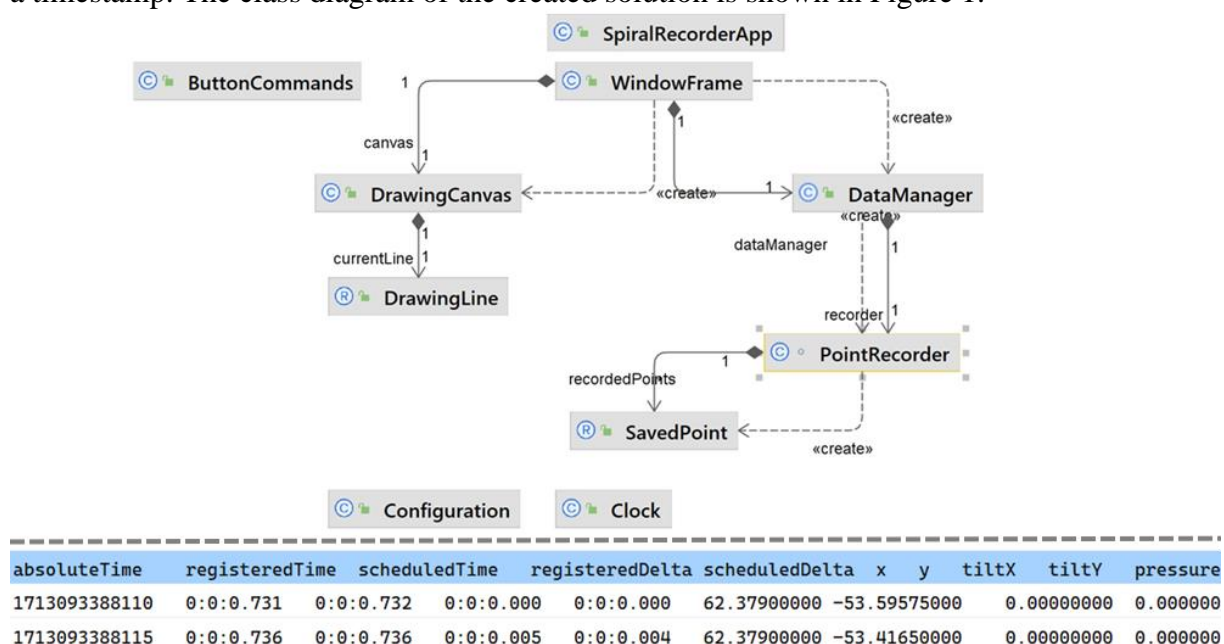 a timestamp. The class diagram of the created solution is shown in Figure 1.
SpiralRecorderApp
ButtonCommands
WindowFrame
1
1
«create»
canvas
1
DrawingCanvas
«create»
1
DataManager
«create»
1
1
dataManager
currentLine
1
DrawingLine
recorder
1
PointRecorder
1
recordedPoints
*
SavedPoint
«create»
Configuration
Clock
absoluteTime registeredTime scheduledTime registeredDelta scheduledDelta x y tiltX tiltY pressure
1713093388110 0:0:0.731 0:0:0.732 0:0:0.000 0:0:0.000 62.37900000 -53.59575000 0.00000000 0.000000
1713093388115 0:0:0.736 0:0:0.736 0:0:0.005 0:0:0.004 62.37900000 -53.41650000 0.00000000 0.000000